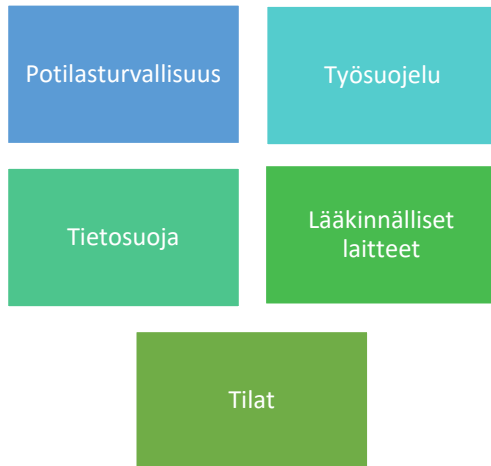 Potilasturvallisuus
Työsuojelu
Tietosuoja
Lääkinnälliset
laitteet
Tilat